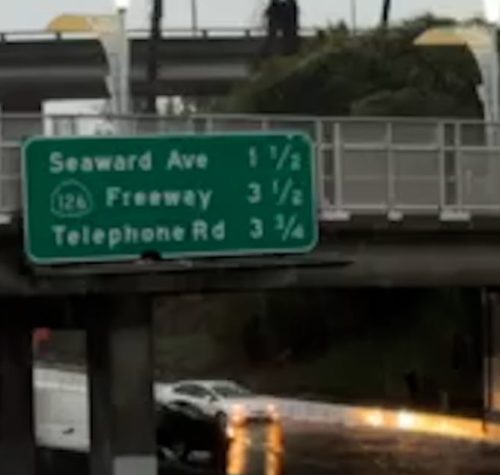 Seaward Ave 1 1/2
126 Freeway 3 1/2
Telephone Rd 3 3/4